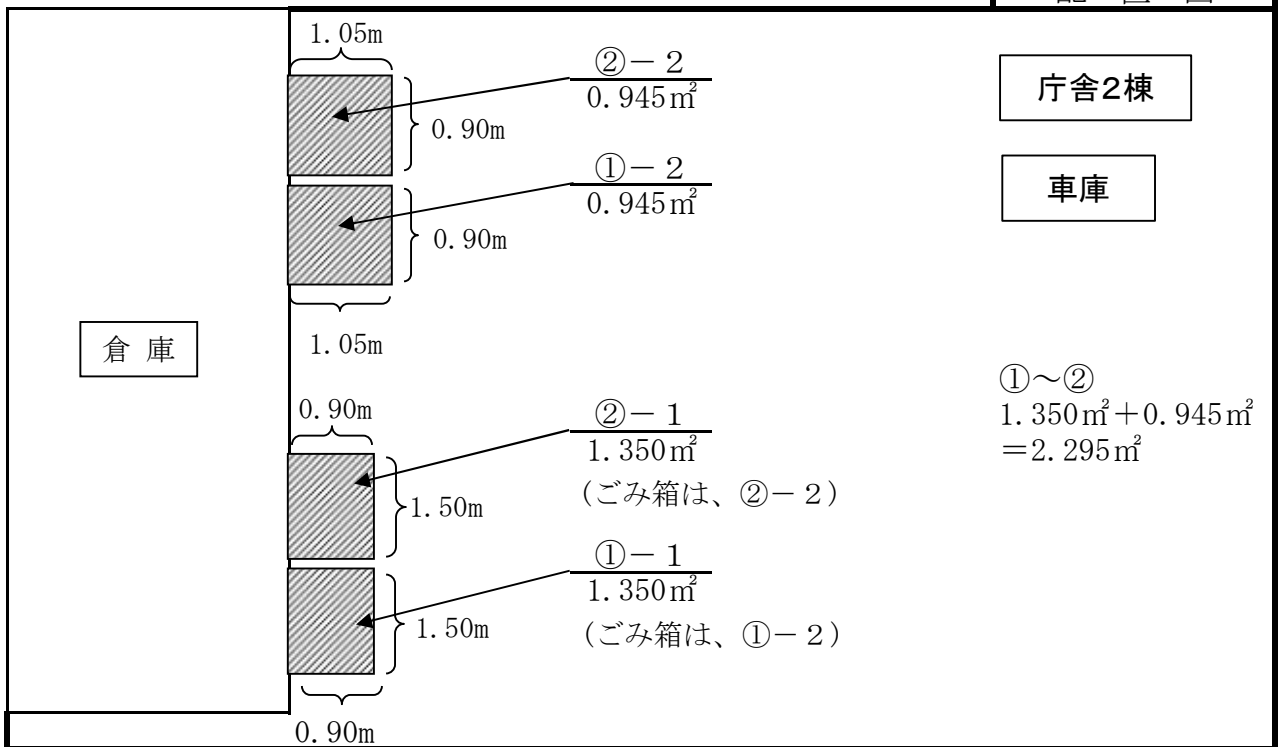 1.05m
②－２
0.945㎡
0.90m
①－２
0.945㎡
0.90m
1.05m
庁舎2棟
車庫
倉 庫
①～②
1.350㎡＋0.945㎡
＝2.295㎡
0.90m
②－１
1.350㎡
(ごみ箱は、②－２)
1.50m
①－１
1.350㎡
(ごみ箱は、①－２)
1.50m
0.90m